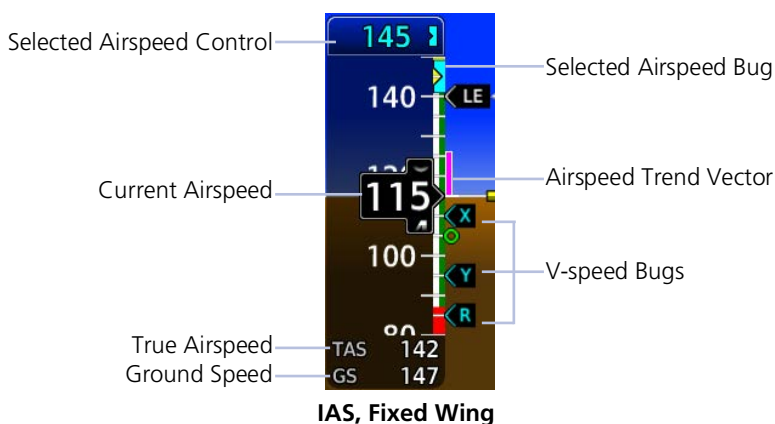 Selected Airspeed Control
145
Selected Airspeed Bug
140
LE
Airspeed Trend Vector
Current Airspeed
115
X
100
V-speed Bugs
Y
R
80
True Airspeed
TAS 142
Ground Speed
GS 147
IAS, Fixed Wing